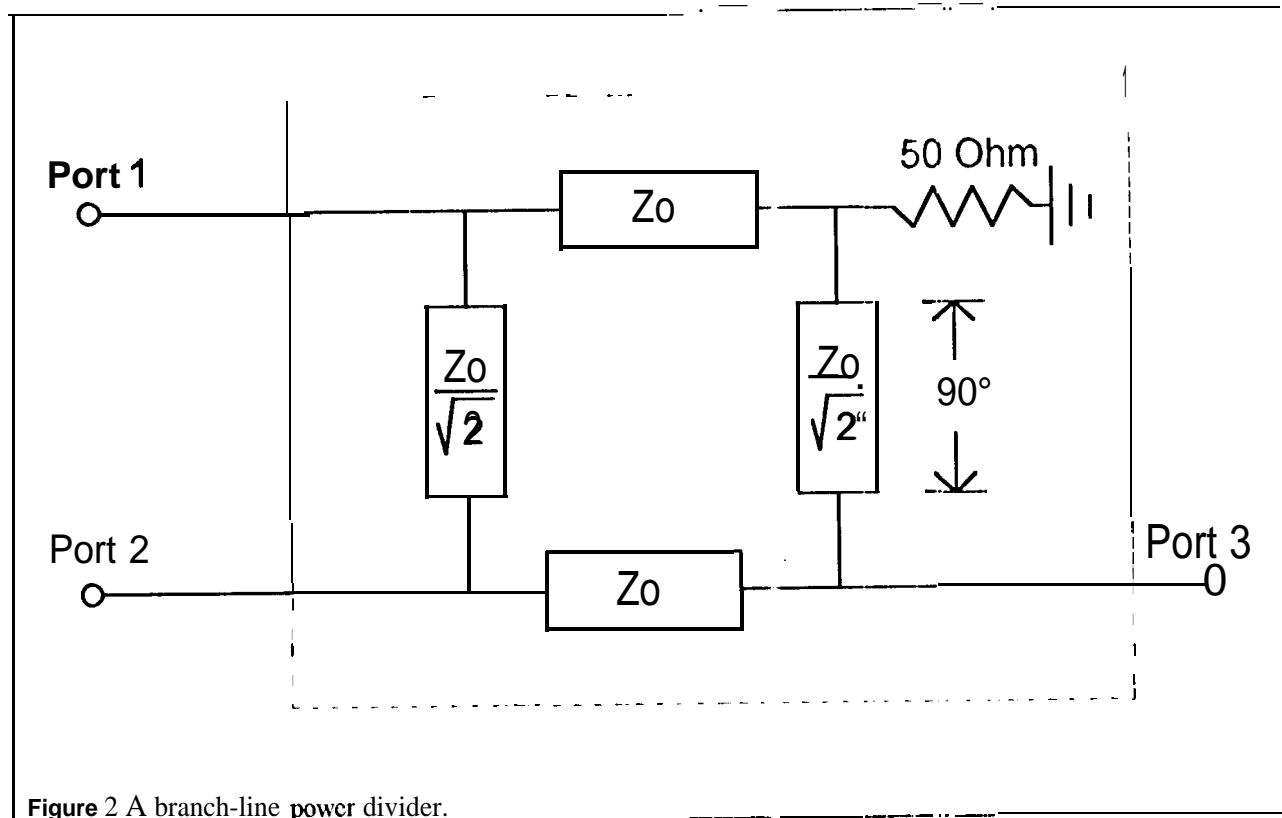 50 Ohm
Port 1
Zo
Zo
√2
Zo
√2“
90°
Port 2
Port 3
Zo
Figure 2 A branch-line power divider.